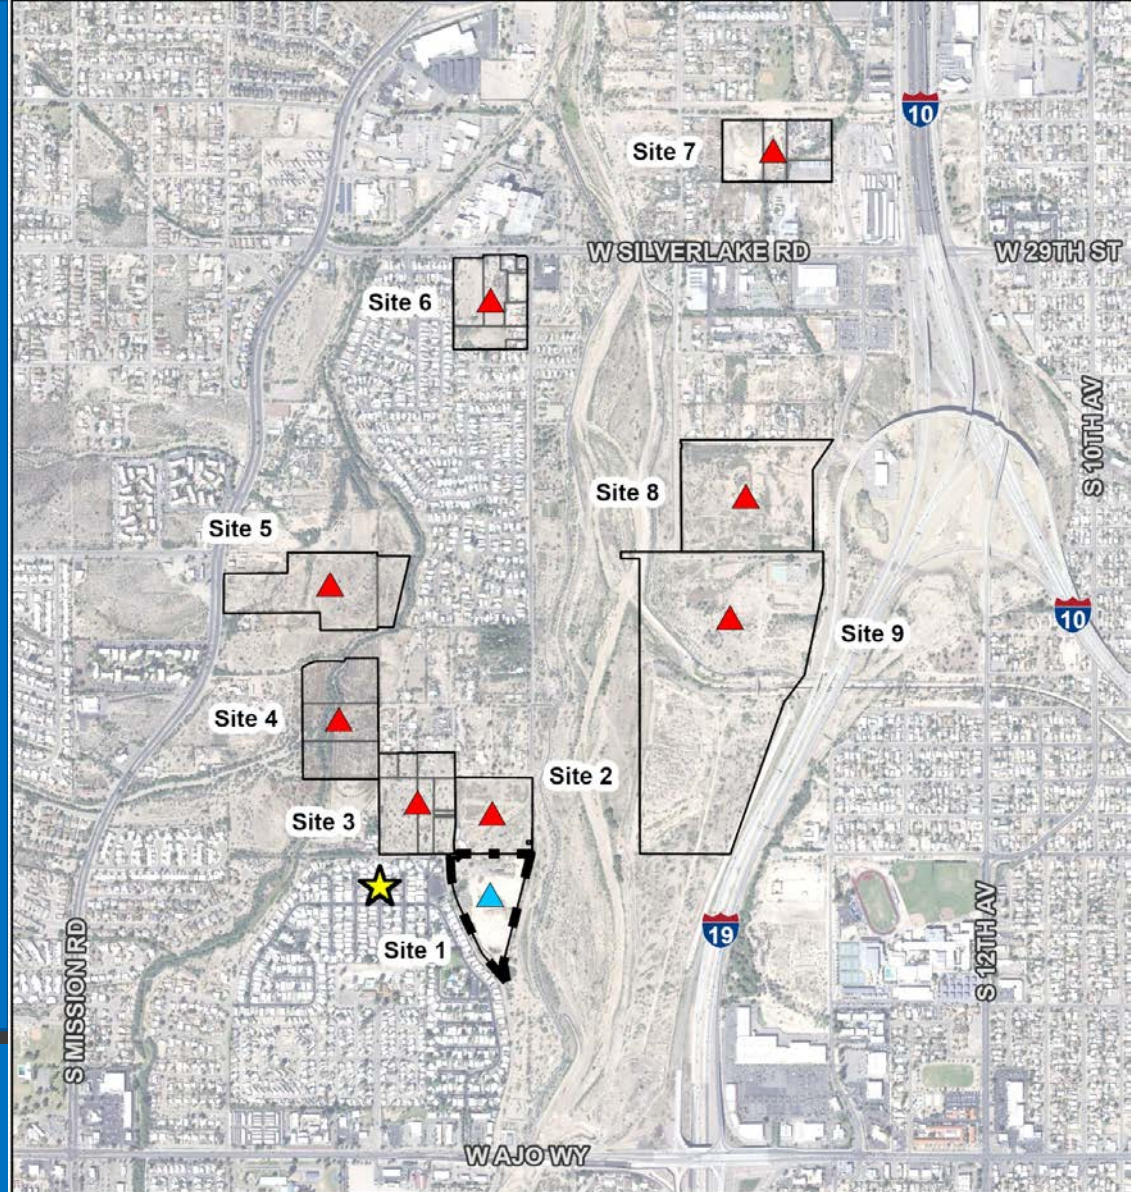 10
Site 7
W SILVERLAKE RD
W 29TH ST
Site 6
S 10TH AV
Site 8
Site 5
10
Site 9
Site 4
Site 2
Site 3
19
S 12TH AV
Site 1
S MISSION RD
W AJO WY